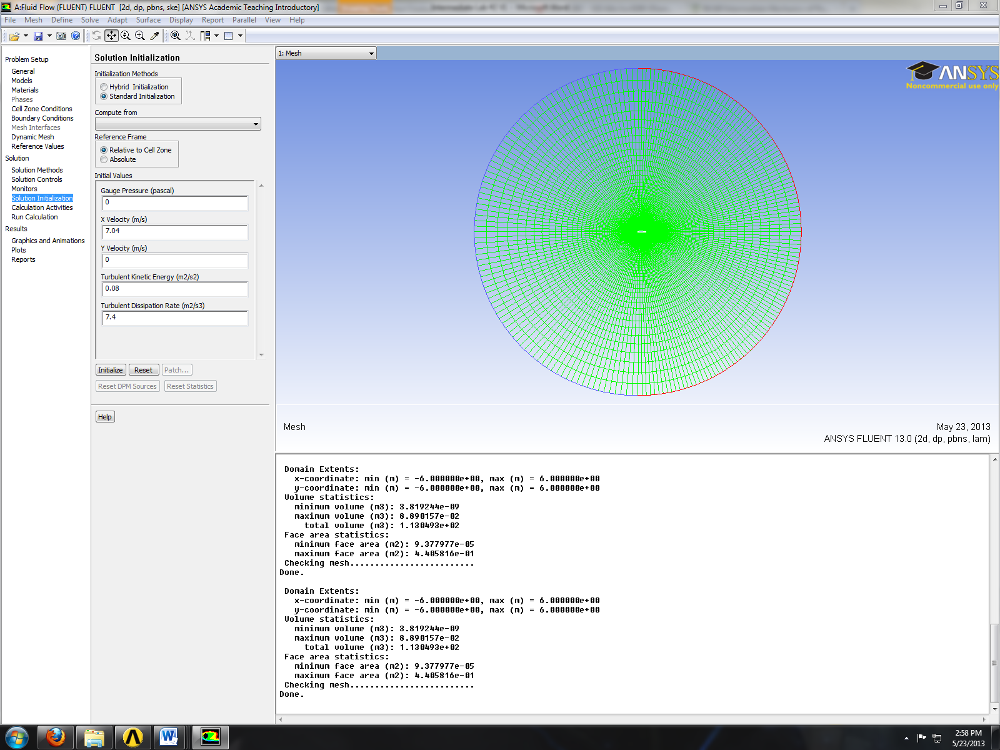 A:Fluid Flow (FLUENT) FLUENT [2d, dp, pbns, ske] [ANSYS Academic Teaching Introductory]
File Mesh Define Solve Adapt Surface Display Report Parallel View Help
Problem Setup
General
Models
Materials
Phases
Cell Zone Conditions
Boundary Conditions
Mesh Interfaces
Dynamic Mesh
Reference Values
Solution
Solution Methods
Solution Controls
Monitors
Solution Initialization
Calculation Activities
Run Calculation
Results
Graphics and Animations
Plots
Reports
Solution Initialization
Initialization Methods
Hybrid Initialization
Standard Initialization
Compute from
Reference Frame
Relative to Cell Zone
Absolute
Initial Values
Gauge Pressure (pascal)
0
X Velocity (m/s)
7.04
Y Velocity (m/s)
0
Turbulent Kinetic Energy (m2/s2)
0.08
Turbulent Dissipation Rate (m2/s3)
7.4
Initialize Reset Patch...
Reset DPM Sources Reset Statistics
Help
1: Mesh
ANSYS
Noncommercial use only
Mesh
May 23, 2013
ANSYS FLUENT 13.0 (2d, dp, pbns, lam)
Domain Extents:
x-coordinate: min (m) = -6.000000e+00, max (m) = 6.000000e+00
y-coordinate: min (m) = -6.000000e+00, max (m) = 6.000000e+00
Volume statistics:
minimum volume (m3): 3.819244e-09
maximum volume (m3): 8.890157e-02
total volume (m3): 1.130493e+02
Face area statistics:
minimum face area (m2): 9.377977e-05
maximum face area (m2): 4.405816e-01
Checking mesh.........................
Done.
Domain Extents:
x-coordinate: min (m) = -6.000000e+00, max (m) = 6.000000e+00
y-coordinate: min (m) = -6.000000e+00, max (m) = 6.000000e+00
Volume statistics:
minimum volume (m3): 3.819244e-09
maximum volume (m3): 8.890157e-02
total volume (m3): 1.130493e+02
Face area statistics:
minimum face area (m2): 9.377977e-05
maximum face area (m2): 4.405816e-01
Checking mesh.........................
Done.
2:58 PM
5/23/2013